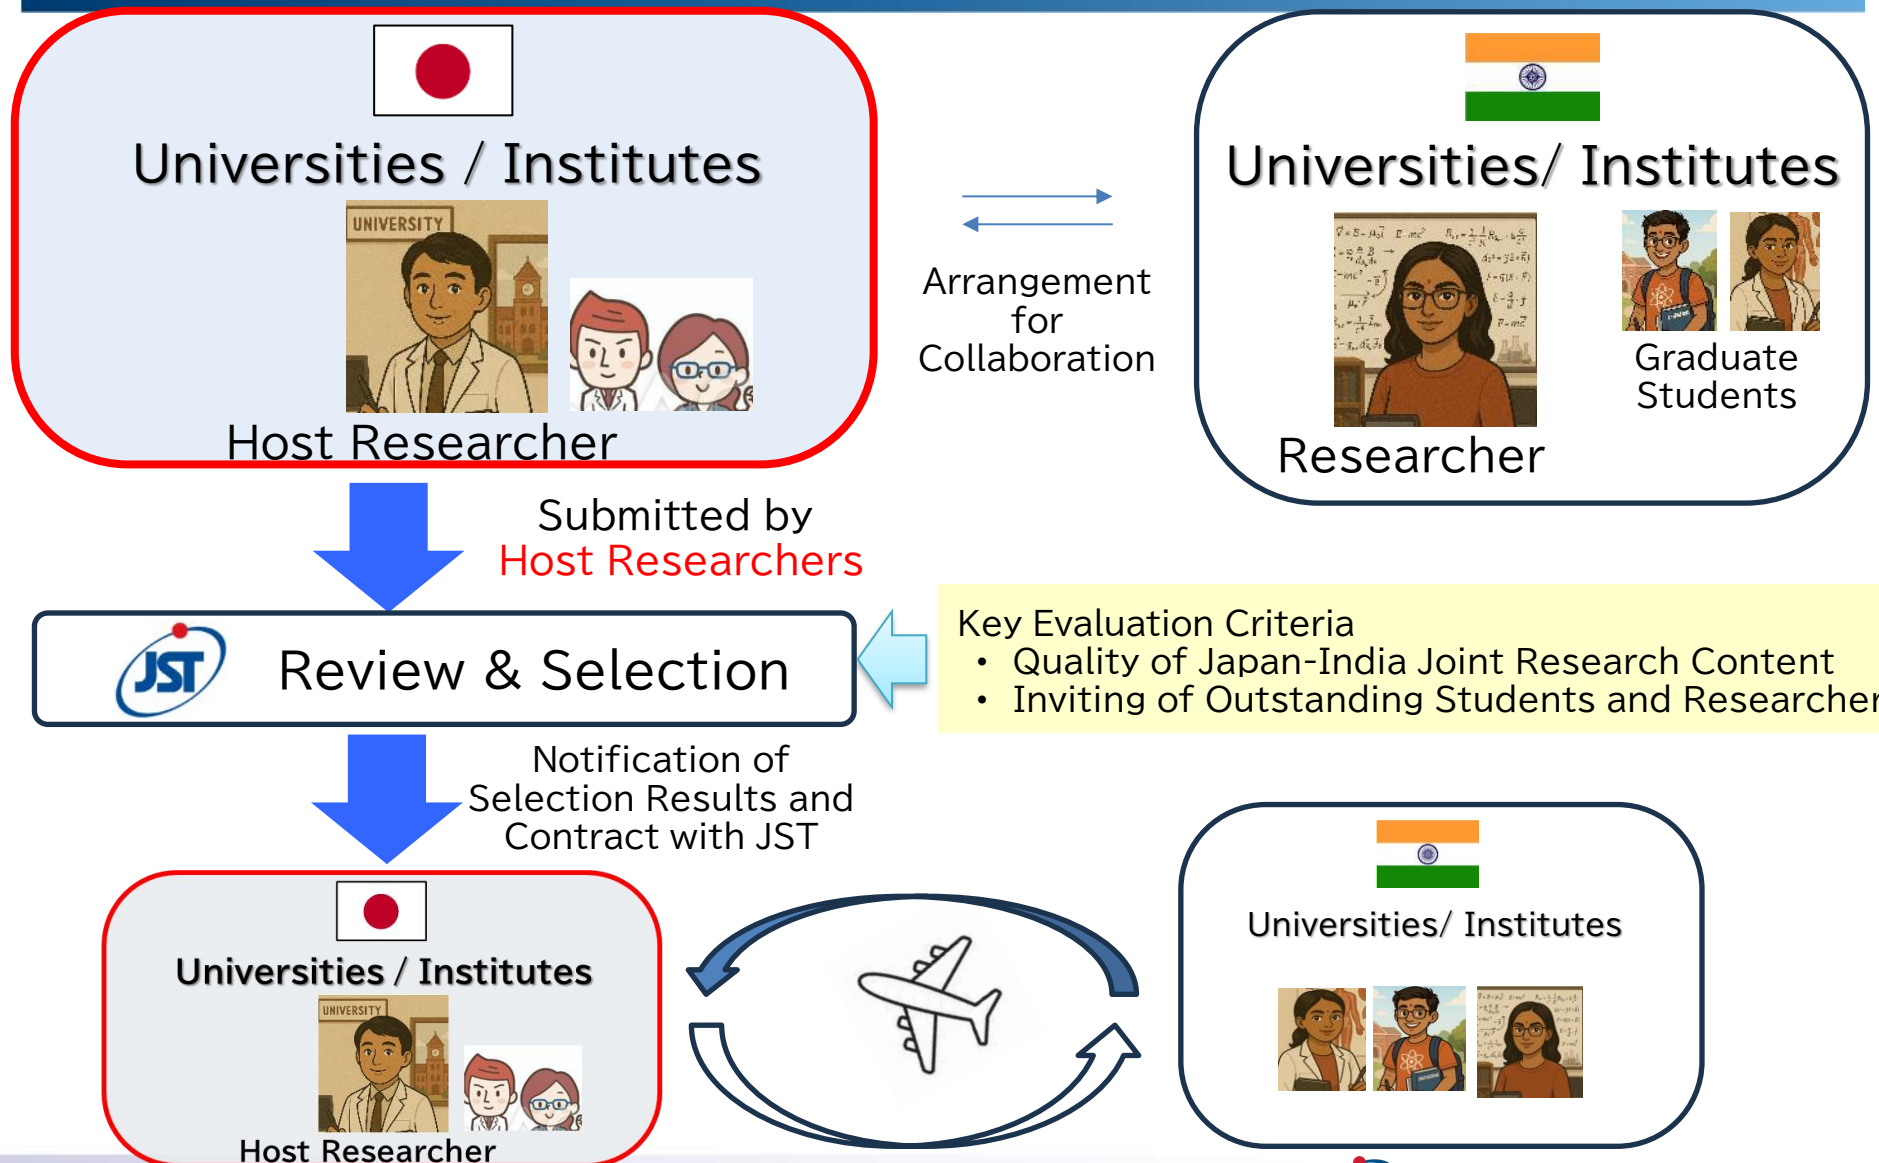 Universities / Institutes
UNIVERSITY
Host Researcher
Arrangement
for
Collaboration
Universities/ Institutes
Graduate
Students
Researcher
Submitted by
Host Researchers
JST
Review & Selection
Key Evaluation Criteria
• Quality of Japan-India Joint Research Content
• Inviting of Outstanding Students and Researcher
Notification of
Selection Results and
Contract with JST
Universities / Institutes
UNIVERSITY
Host Researcher
Universities/ Institutes